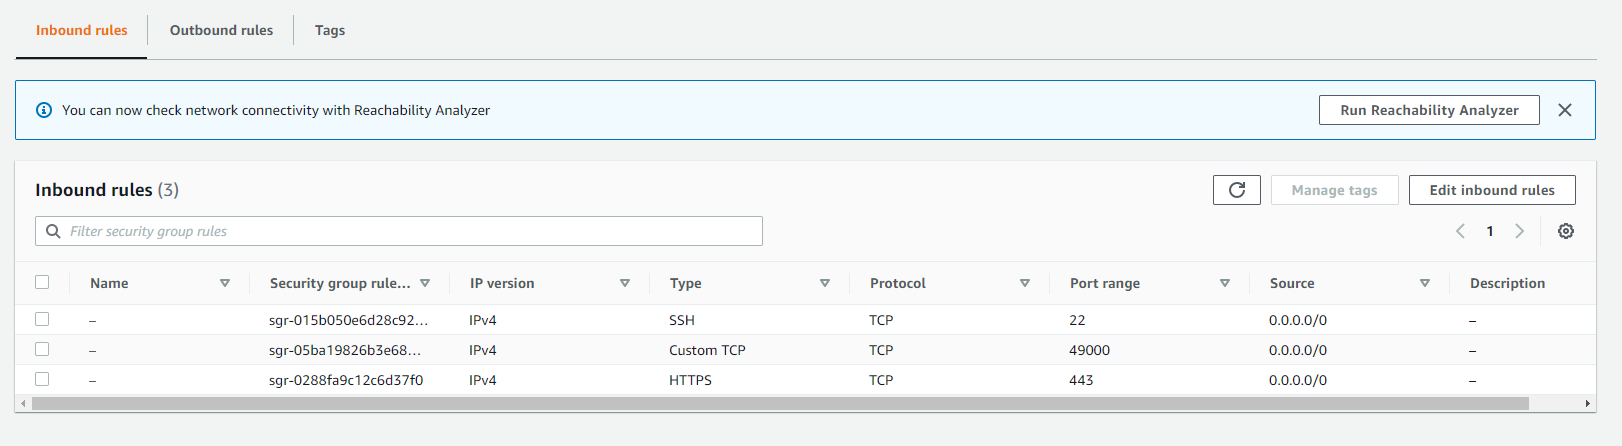 Inbound rules Outbound rules Tags
You can now check network connectivity with Reachability Analyzer Run Reachability Analyzer
Inbound rules (3) Manage tags Edit inbound rules
Filter security group rules 1
Name Security group rule... IP version Type Protocol Port range Source Description
– sgr-015b050e6d28c92... IPv4 SSH TCP 22 0.0.0.0/0 –
– sgr-05ba19826b3e68... IPv4 Custom TCP TCP 49000 0.0.0.0/0 –
– sgr-0288fa9c12c6d37f0 IPv4 HTTPS TCP 443 0.0.0.0/0 –